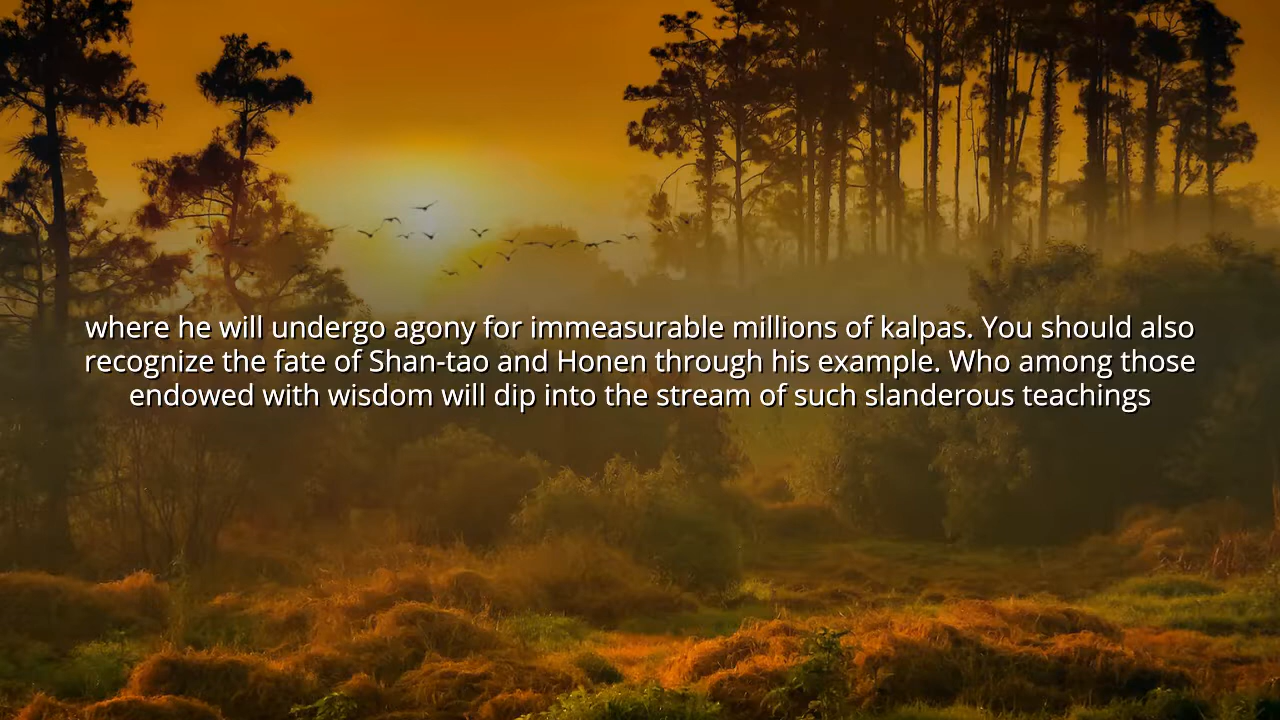 where he will undergo agony for immeasurable millions of kalpas. You should also
recognize the fate of Shan-tao and Honen through his example. Who among those
endowed with wisdom will dip into the stream of such slanderous teachings